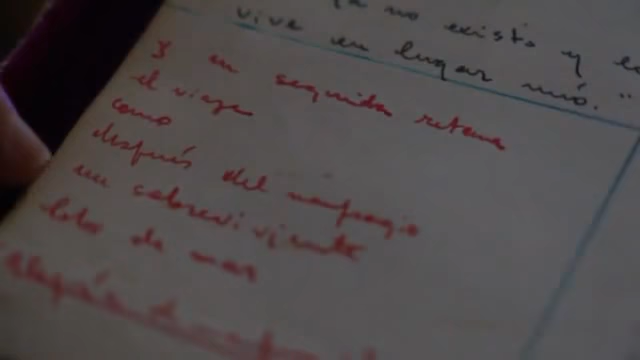 no existo y
vive en lugar mío."
Y en seguida retoma
el viaje
como
después del naufragio
un sobreviviente
lobo de mar